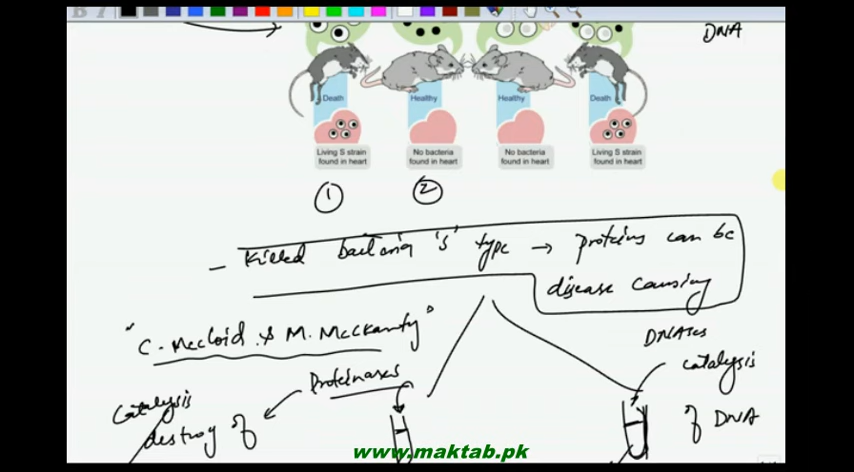 DNA
Death
Healthy
Healthy
Death
Living S strain
found in heart
No bacteria
found in heart
No bacteria
found in heart
Living S strain
found in heart
1
2
- Killed bacteria 'S' type → proteins can be
disease causing
"C. Mccloid & M. McCkarty"
DNAses
catalysis
of DNA
Proteinases
Catalysis
destroy of
www.maktab.pk